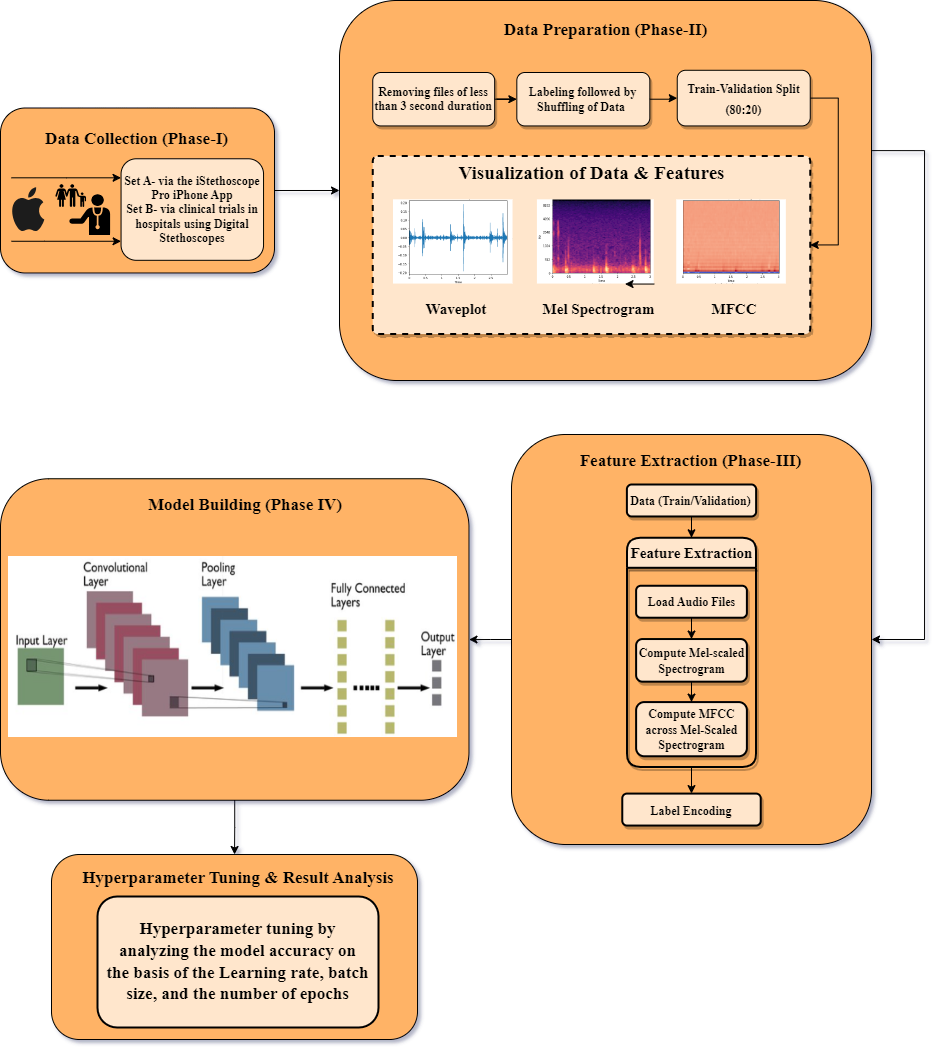 Data Preparation (Phase-II)
Removing files of less
than 3 second duration
Labeling followed by
Shuffling of Data
Train-Validation Split
(80:20)
Data Collection (Phase-I)
Set A- via the iStethoscope
Pro iPhone App
Set B- via clinical trials in
hospitals using Digital
Stethoscopes
Visualization of Data & Features
Waveplot
Mel Spectrogram
MFCC
Feature Extraction (Phase-III)
Data (Train/Validation)
Feature Extraction
Load Audio Files
Compute Mel-scaled
Spectrogram
Compute MFCC
across Mel-Scaled
Spectrogram
Label Encoding
Model Building (Phase IV)
Convolutional
Layer
Pooling
Layer
Fully Connected
Layers
Input Layer
Output
Layer
Hyperparameter Tuning & Result Analysis
Hyperparameter tuning by
analyzing the model accuracy on
the basis of the Learning rate, batch
size, and the number of epochs